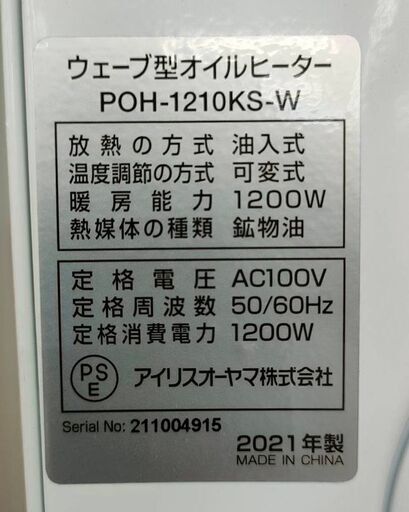 ウェーブ型オイルヒーター
POH-1210KS-W
放熱の方式 油入式
温度調節の方式 可変式
暖房能力 1200W
熱媒体の種類 鉱物油
定格電圧 AC100V
定格周波数 50/60Hz
定格消費電力 1200W
PSE アイリスオーヤマ株式会社
Serial No: 211004915
2021年製
MADE IN CHINA